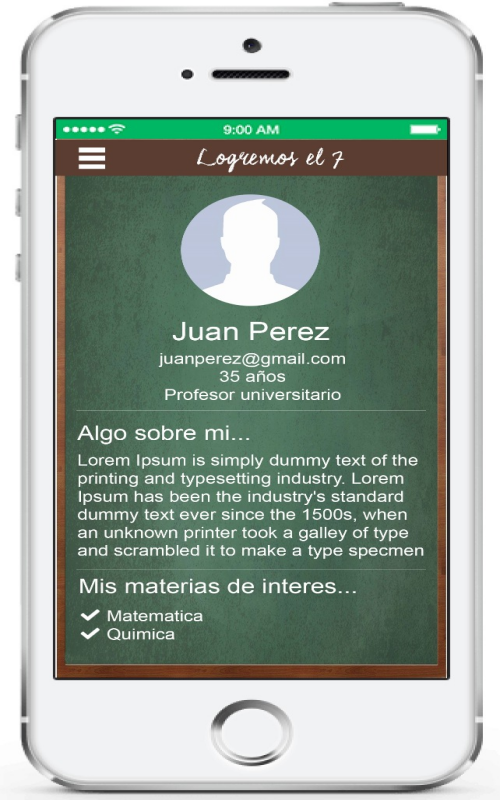 9:00 AM
Logremos el 7
Juan Perez
juanperez@gmail.com
35 años
Profesor universitario
Algo sobre mi...
Lorem Ipsum is simply dummy text of the
printing and typesetting industry. Lorem
Ipsum has been the industry's standard
dummy text ever since the 1500s, when
an unknown printer took a galley of type
and scrambled it to make a type specmen
Mis materias de interes...
Matematica
Quimica